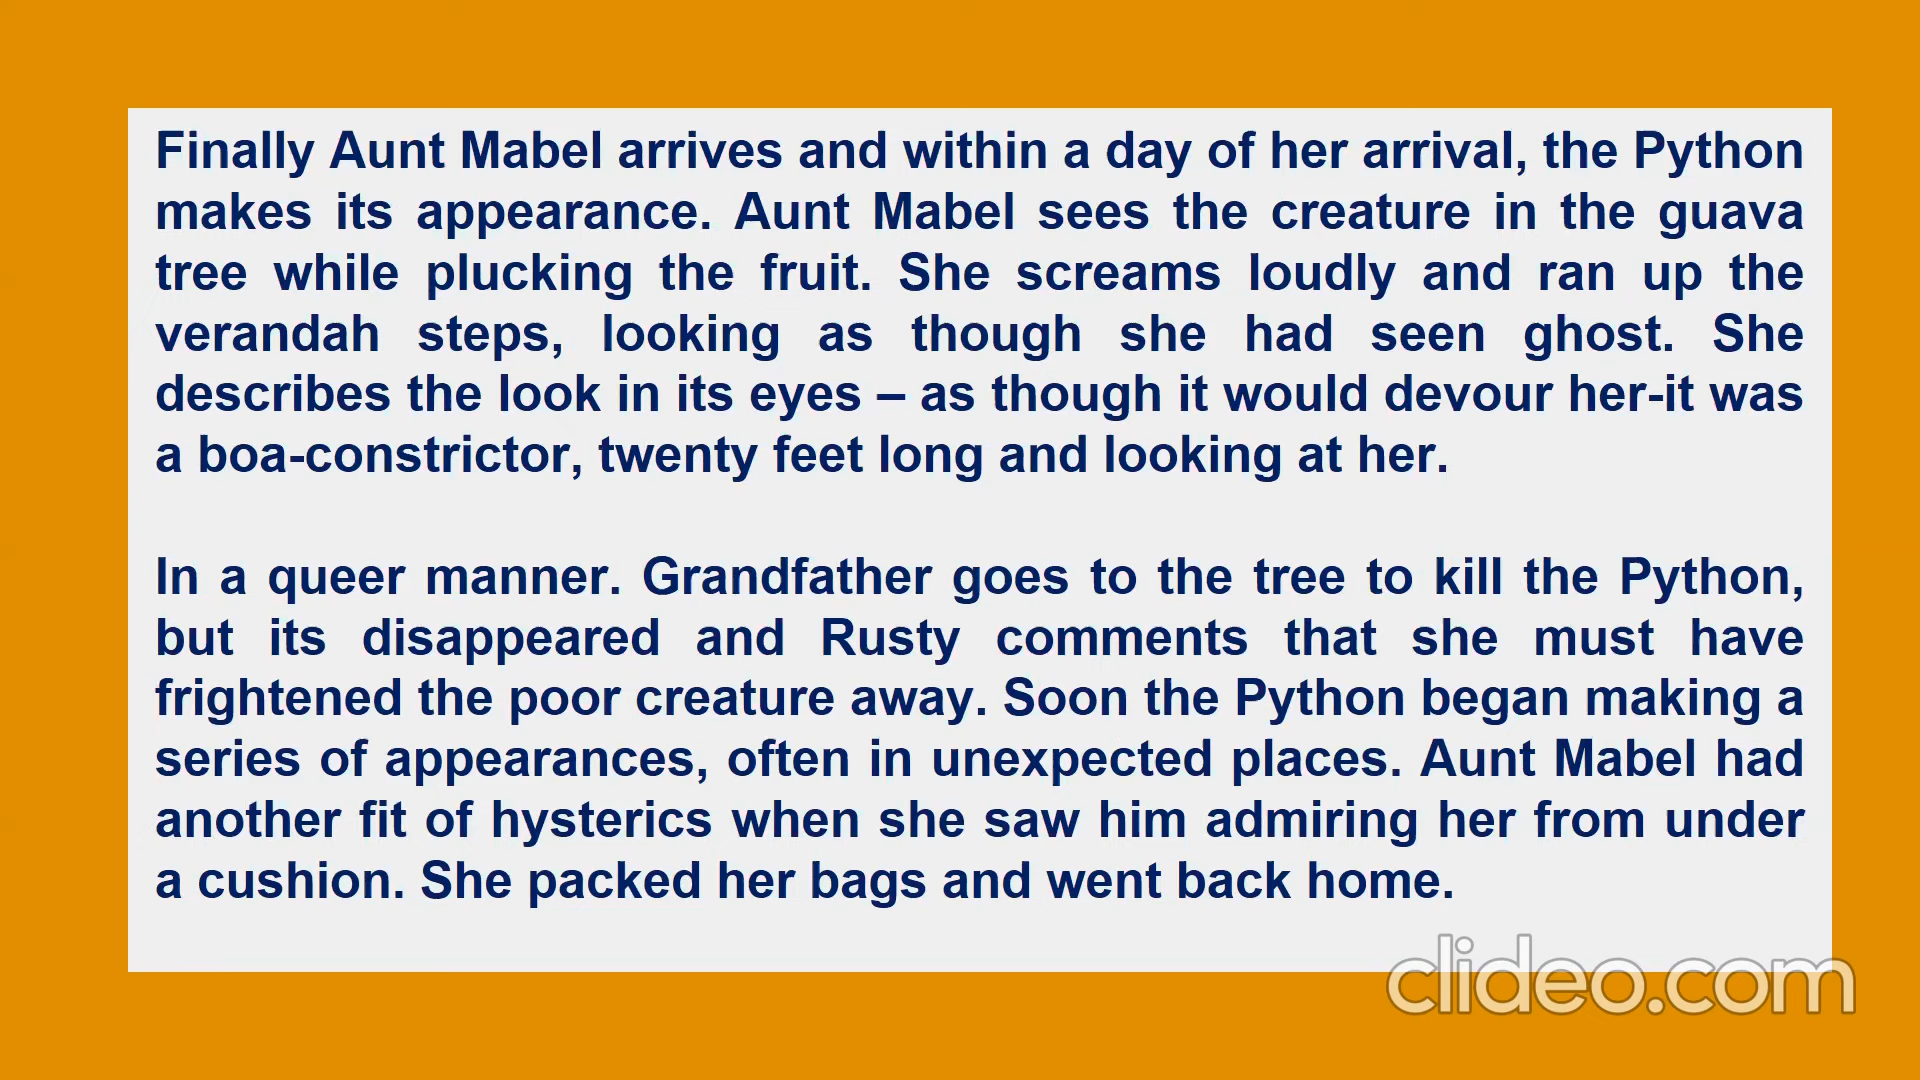 Finally Aunt Mabel arrives and within a day of her arrival, the Python
makes its appearance. Aunt Mabel sees the creature in the guava
tree while plucking the fruit. She screams loudly and ran up the
verandah steps, looking as though she had seen ghost. She
describes the look in its eyes – as though it would devour her-it was
a boa-constrictor, twenty feet long and looking at her.
In a queer manner. Grandfather goes to the tree to kill the Python,
but its disappeared and Rusty comments that she must have
frightened the poor creature away. Soon the Python began making a
series of appearances, often in unexpected places. Aunt Mabel had
another fit of hysterics when she saw him admiring her from under
a cushion. She packed her bags and went back home.
clideo.com